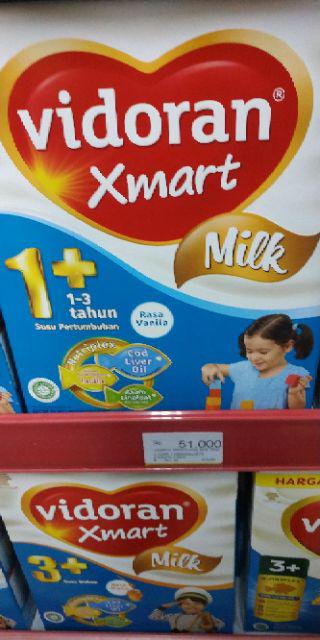 vidoran®
Xmart
Milk
1+
1-3
tahun
Susu Pertumbuhan
Rasa
Vanila
Nutriplex
Cod
Liver
Oil
51,000
vidoran
Xmart
Milk
3+
HARGA
3+